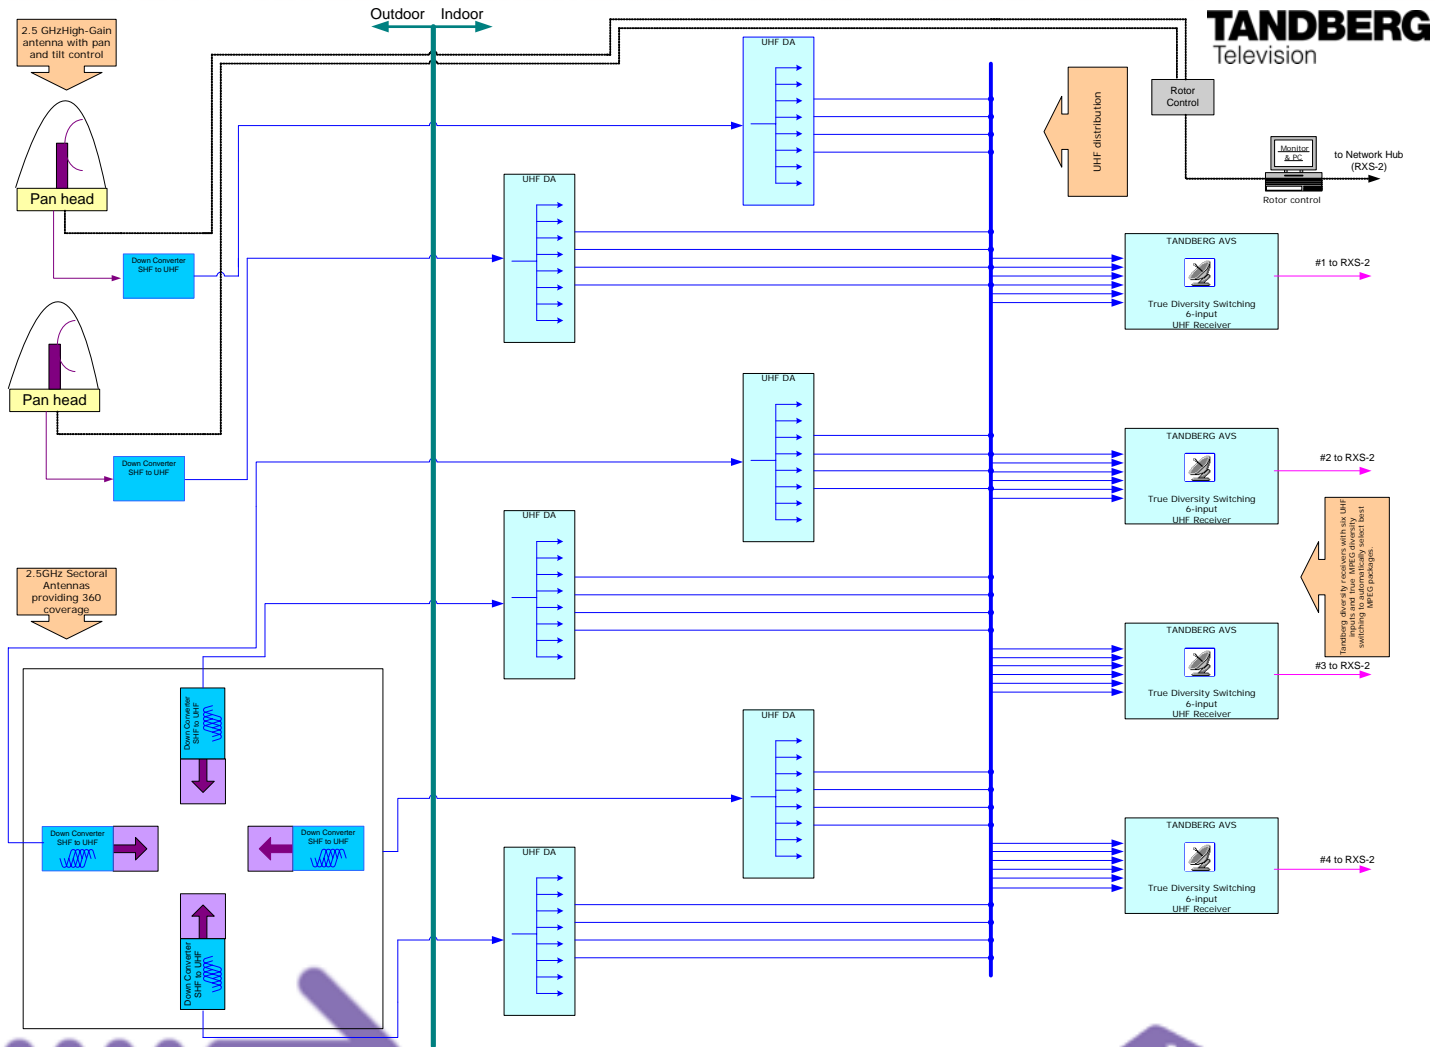 Outdoor Indoor
TANDBERG
Television
2.5 GHzHigh-Gain
antenna with pan
and tilt control
UHF DA
UHF distribution
Rotor
Control
Monitor
& PC
to Network Hub
(RXS-2)
Rotor control
Pan head
UHF DA
Down Converter
SHF to UHF
TANDBERG AVS
True Diversity Switching
6-input
UHF Receiver
#1 to RXS-2
Pan head
UHF DA
Down Converter
SHF to UHF
TANDBERG AVS
True Diversity Switching
6-input
UHF Receiver
#2 to RXS-2
Tandberg diversity receivers with six UHF
inputs and true MPEG diversity
switching to automatically select best
MPEG packages.
UHF DA
2.5GHz Sectoral
Antennas
providing 360
coverage
TANDBERG AVS
True Diversity Switching
6-input
UHF Receiver
#3 to RXS-2
Down Converter
SHF to UHF
UHF DA
Down Converter
SHF to UHF
Down Converter
SHF to UHF
UHF DA
TANDBERG AVS
True Diversity Switching
6-input
UHF Receiver
#4 to RXS-2
Down Converter
SHF to UHF